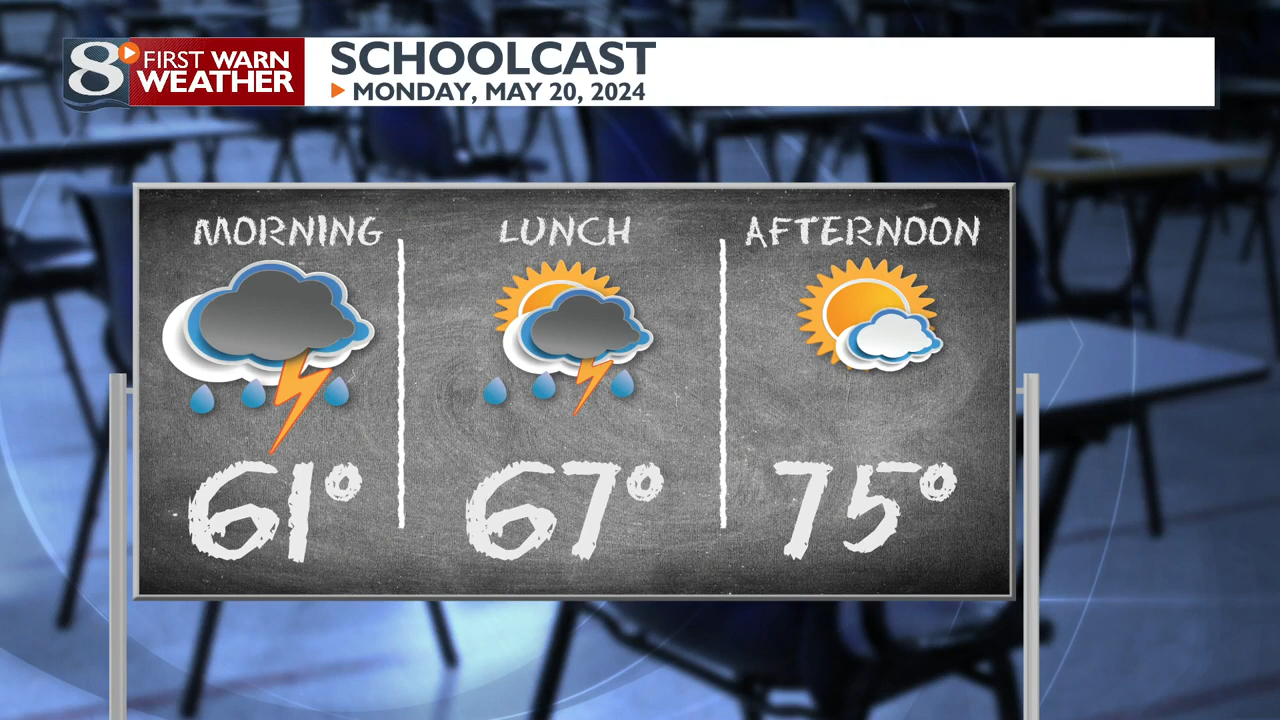 8 FIRST WARN
WEATHER
SCHOOLCAST
MONDAY, MAY 20, 2024
MORNING LUNCH AFTERNOON
61° 67° 75°